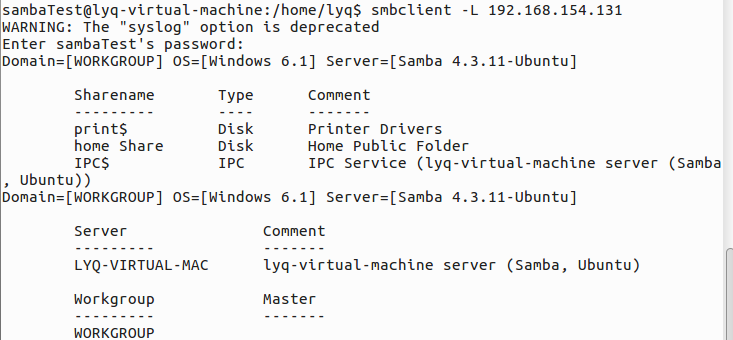 sambaTest@lyq-virtual-machine:/home/lyq$ smbclient -L 192.168.154.131
WARNING: The "syslog" option is deprecated
Enter sambaTest's password:
Domain=[WORKGROUP] OS=[Windows 6.1] Server=[Samba 4.3.11-Ubuntu]
Sharename       Type      Comment
---------       ----      -------
print$          Disk      Printer Drivers
home Share      Disk      Home Public Folder
IPC$            IPC       IPC Service (lyq-virtual-machine server (Samba
, Ubuntu))
Domain=[WORKGROUP] OS=[Windows 6.1] Server=[Samba 4.3.11-Ubuntu]
Server               Comment
---------            -------
LYQ-VIRTUAL-MAC      lyq-virtual-machine server (Samba, Ubuntu)
Workgroup            Master
---------            -------
WORKGROUP